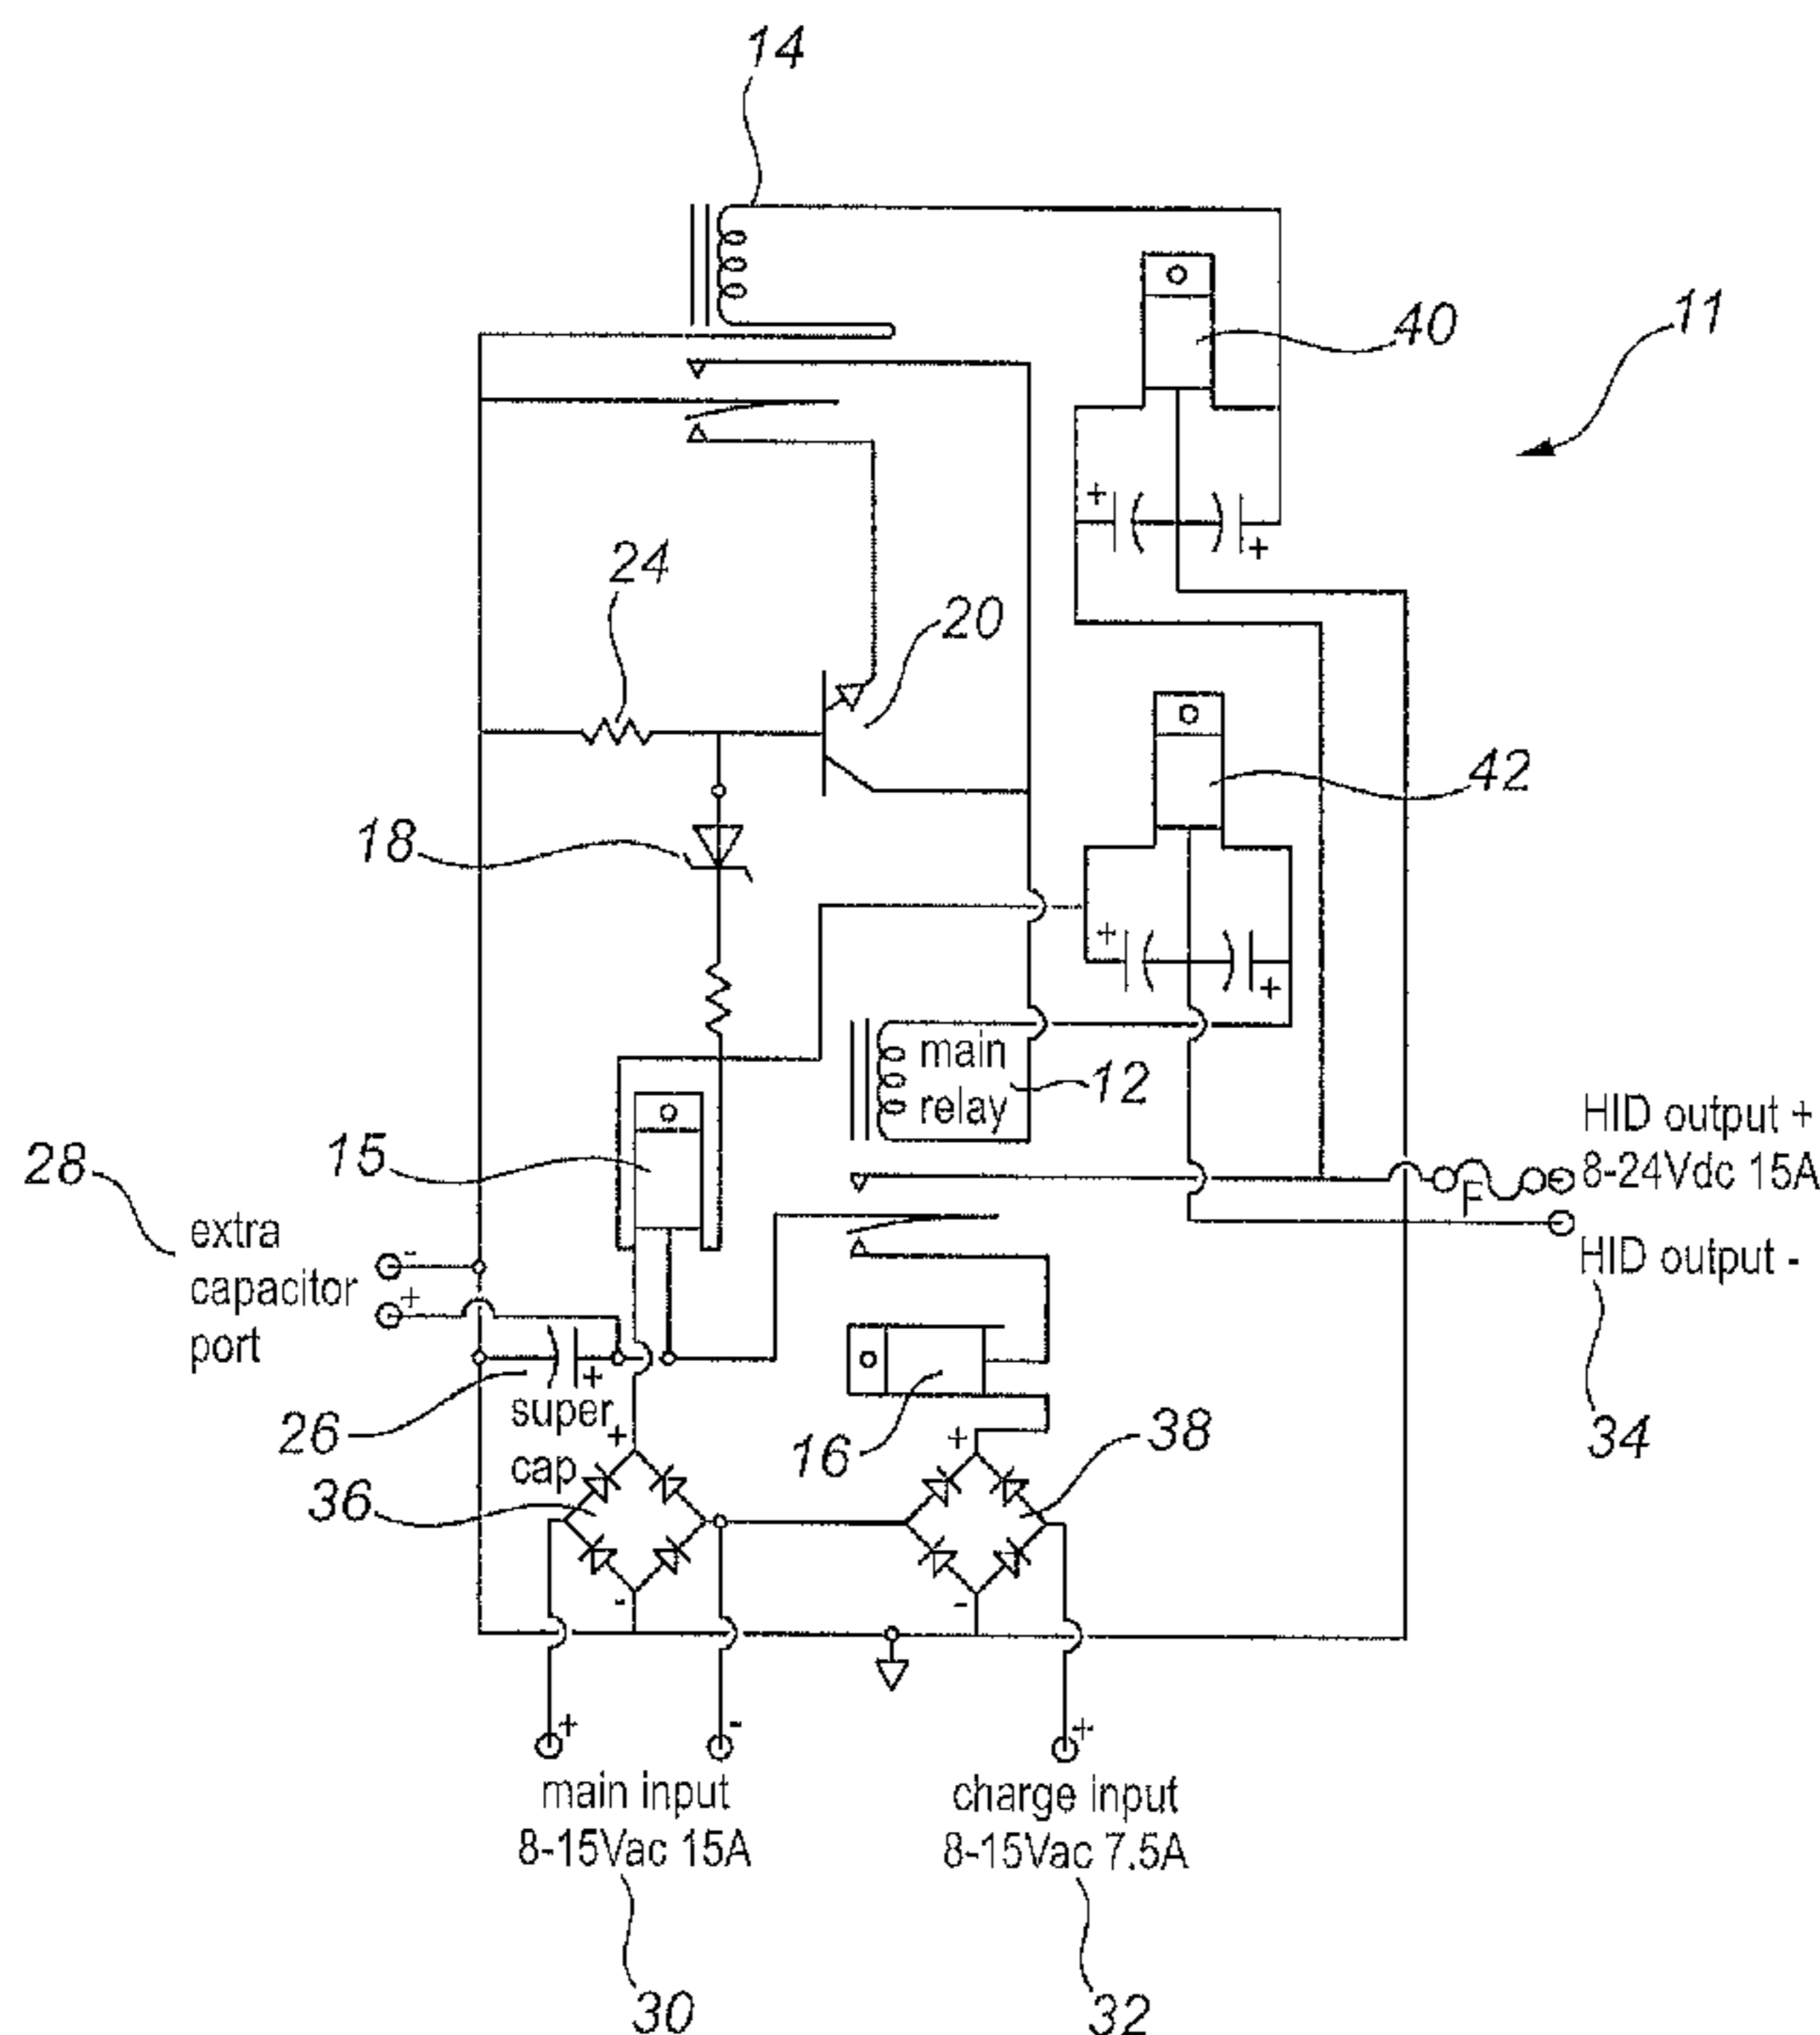 14
40
11
+
+
24
20
42
18
+
+
main
relay
12
HID output +
8-24Vdc 15A
F
HID output -
34
15
28
extra
capacitor
port
-
+
+
26
super
cap
+
36
-
16
+
38
-
+
-
+
main input
8-15Vac 15A
charge input
8-15Vac 7.5A
30
32